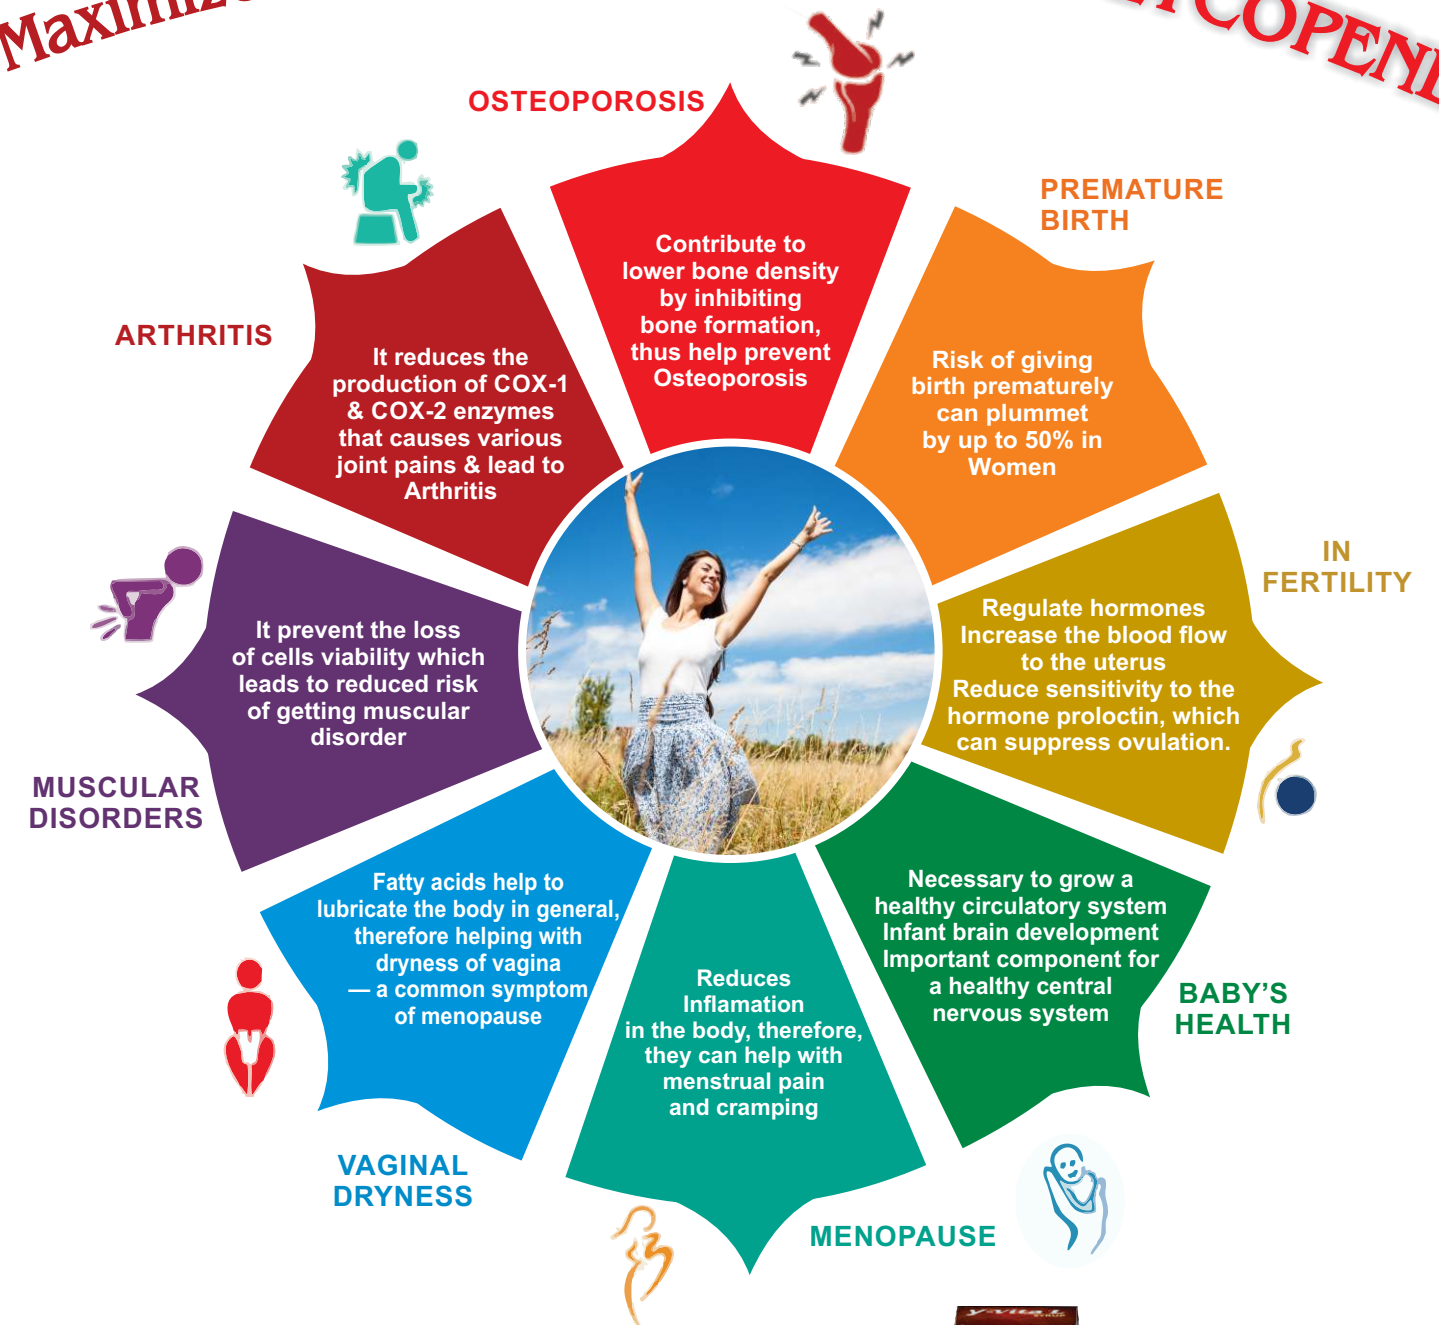 Maximize
LYCOPENE
OSTEOPOROSIS
Contribute to
lower bone density
by inhibiting
bone formation,
thus help prevent
Osteoporosis
PREMATURE
BIRTH
Risk of giving
birth prematurely
can plummet
by up to 50% in
Women
IN
FERTILITY
Regulate hormones
Increase the blood flow
to the uterus
Reduce sensitivity to the
hormone proloctin, which
can suppress ovulation.
BABY’S
HEALTH
Necessary to grow a
healthy circulatory system
Infant brain development
Important component for
a healthy central
nervous system
MENOPAUSE
Reduces
Inflamation
in the body, therefore,
they can help with
menstrual pain
and cramping
VAGINAL
DRYNESS
Fatty acids help to
lubricate the body in general,
therefore helping with
dryness of vagina
— a common symptom
of menopause
MUSCULAR
DISORDERS
It prevent the loss
of cells viability which
leads to reduced risk
of getting muscular
disorder
ARTHRITIS
It reduces the
production of COX-1
& COX-2 enzymes
that causes various
joint pains & lead to
Arthritis
y-vita L